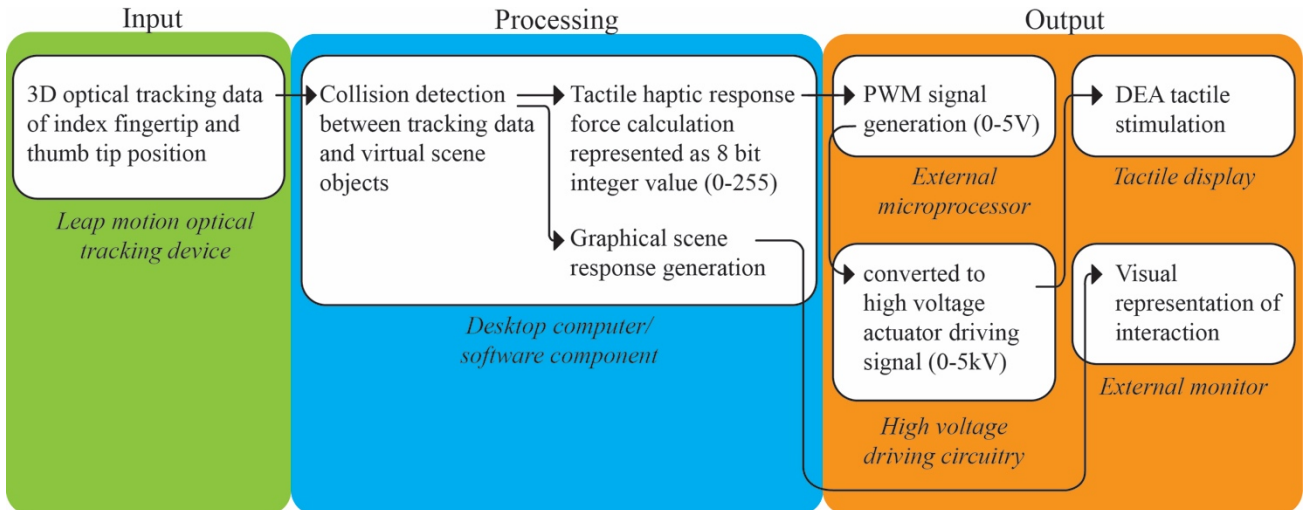 Input
3D optical tracking data
of index fingertip and
thumb tip position
Leap motion optical
tracking device
Processing
Collision detection
between tracking data
and virtual scene
objects
Tactile haptic response
force calculation
represented as 8 bit
integer value (0-255)
Graphical scene
response generation
Desktop computer/
software component
Output
PWM signal
generation (0-5V)
External
microprocessor
DEA tactile
stimulation
Tactile display
converted to
high voltage
actuator driving
signal (0-5kV)
High voltage
driving circuitry
Visual
representation of
interaction
External monitor